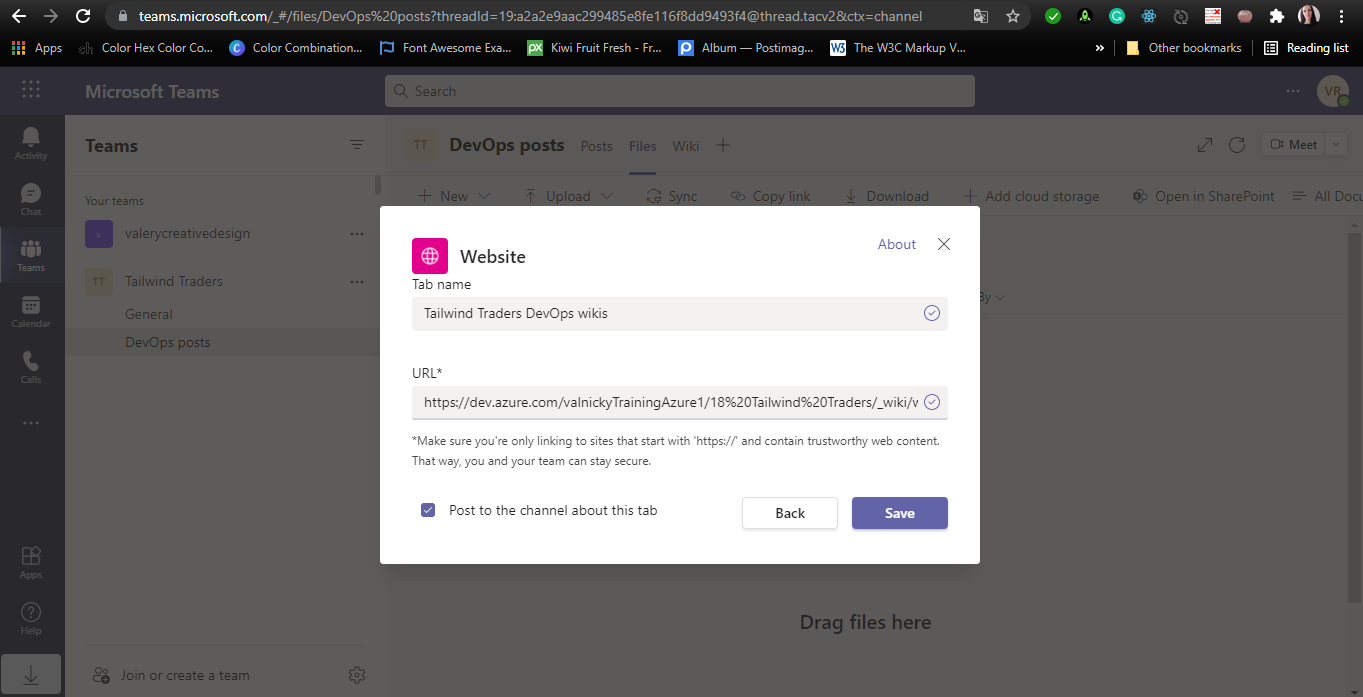 teams.microsoft.com/_#/files/DevOps%20posts?threadId=19:a2a2e9aac299485e8fe116f8dd9493f4@thread.tacv2&ctx=channel
Apps Color Hex Color Co... Color Combination... Font Awesome Exa... Kiwi Fruit Fresh - Fr... Album — Postimag... The W3C Markup V... » Other bookmarks Reading list
Microsoft Teams
Search
VR
Activity
Chat
Teams
Calendar
Calls
Apps
Help
Teams
Your teams
v
valerycreativedesign
TT Tailwind Traders
General
DevOps posts
Join or create a team
TT DevOps posts Posts Files Wiki Meet
New Upload Sync Copy link Download Add cloud storage Open in SharePoint All Docu
By
Website
About
Tab name
Tailwind Traders DevOps wikis
URL*
https://dev.azure.com/valnickyTrainingAzure1/18%20Tailwind%20Traders/_wiki/w
*Make sure you're only linking to sites that start with 'https://' and contain trustworthy web content.
That way, you and your team can stay secure.
Post to the channel about this tab
Back
Save
Drag files here